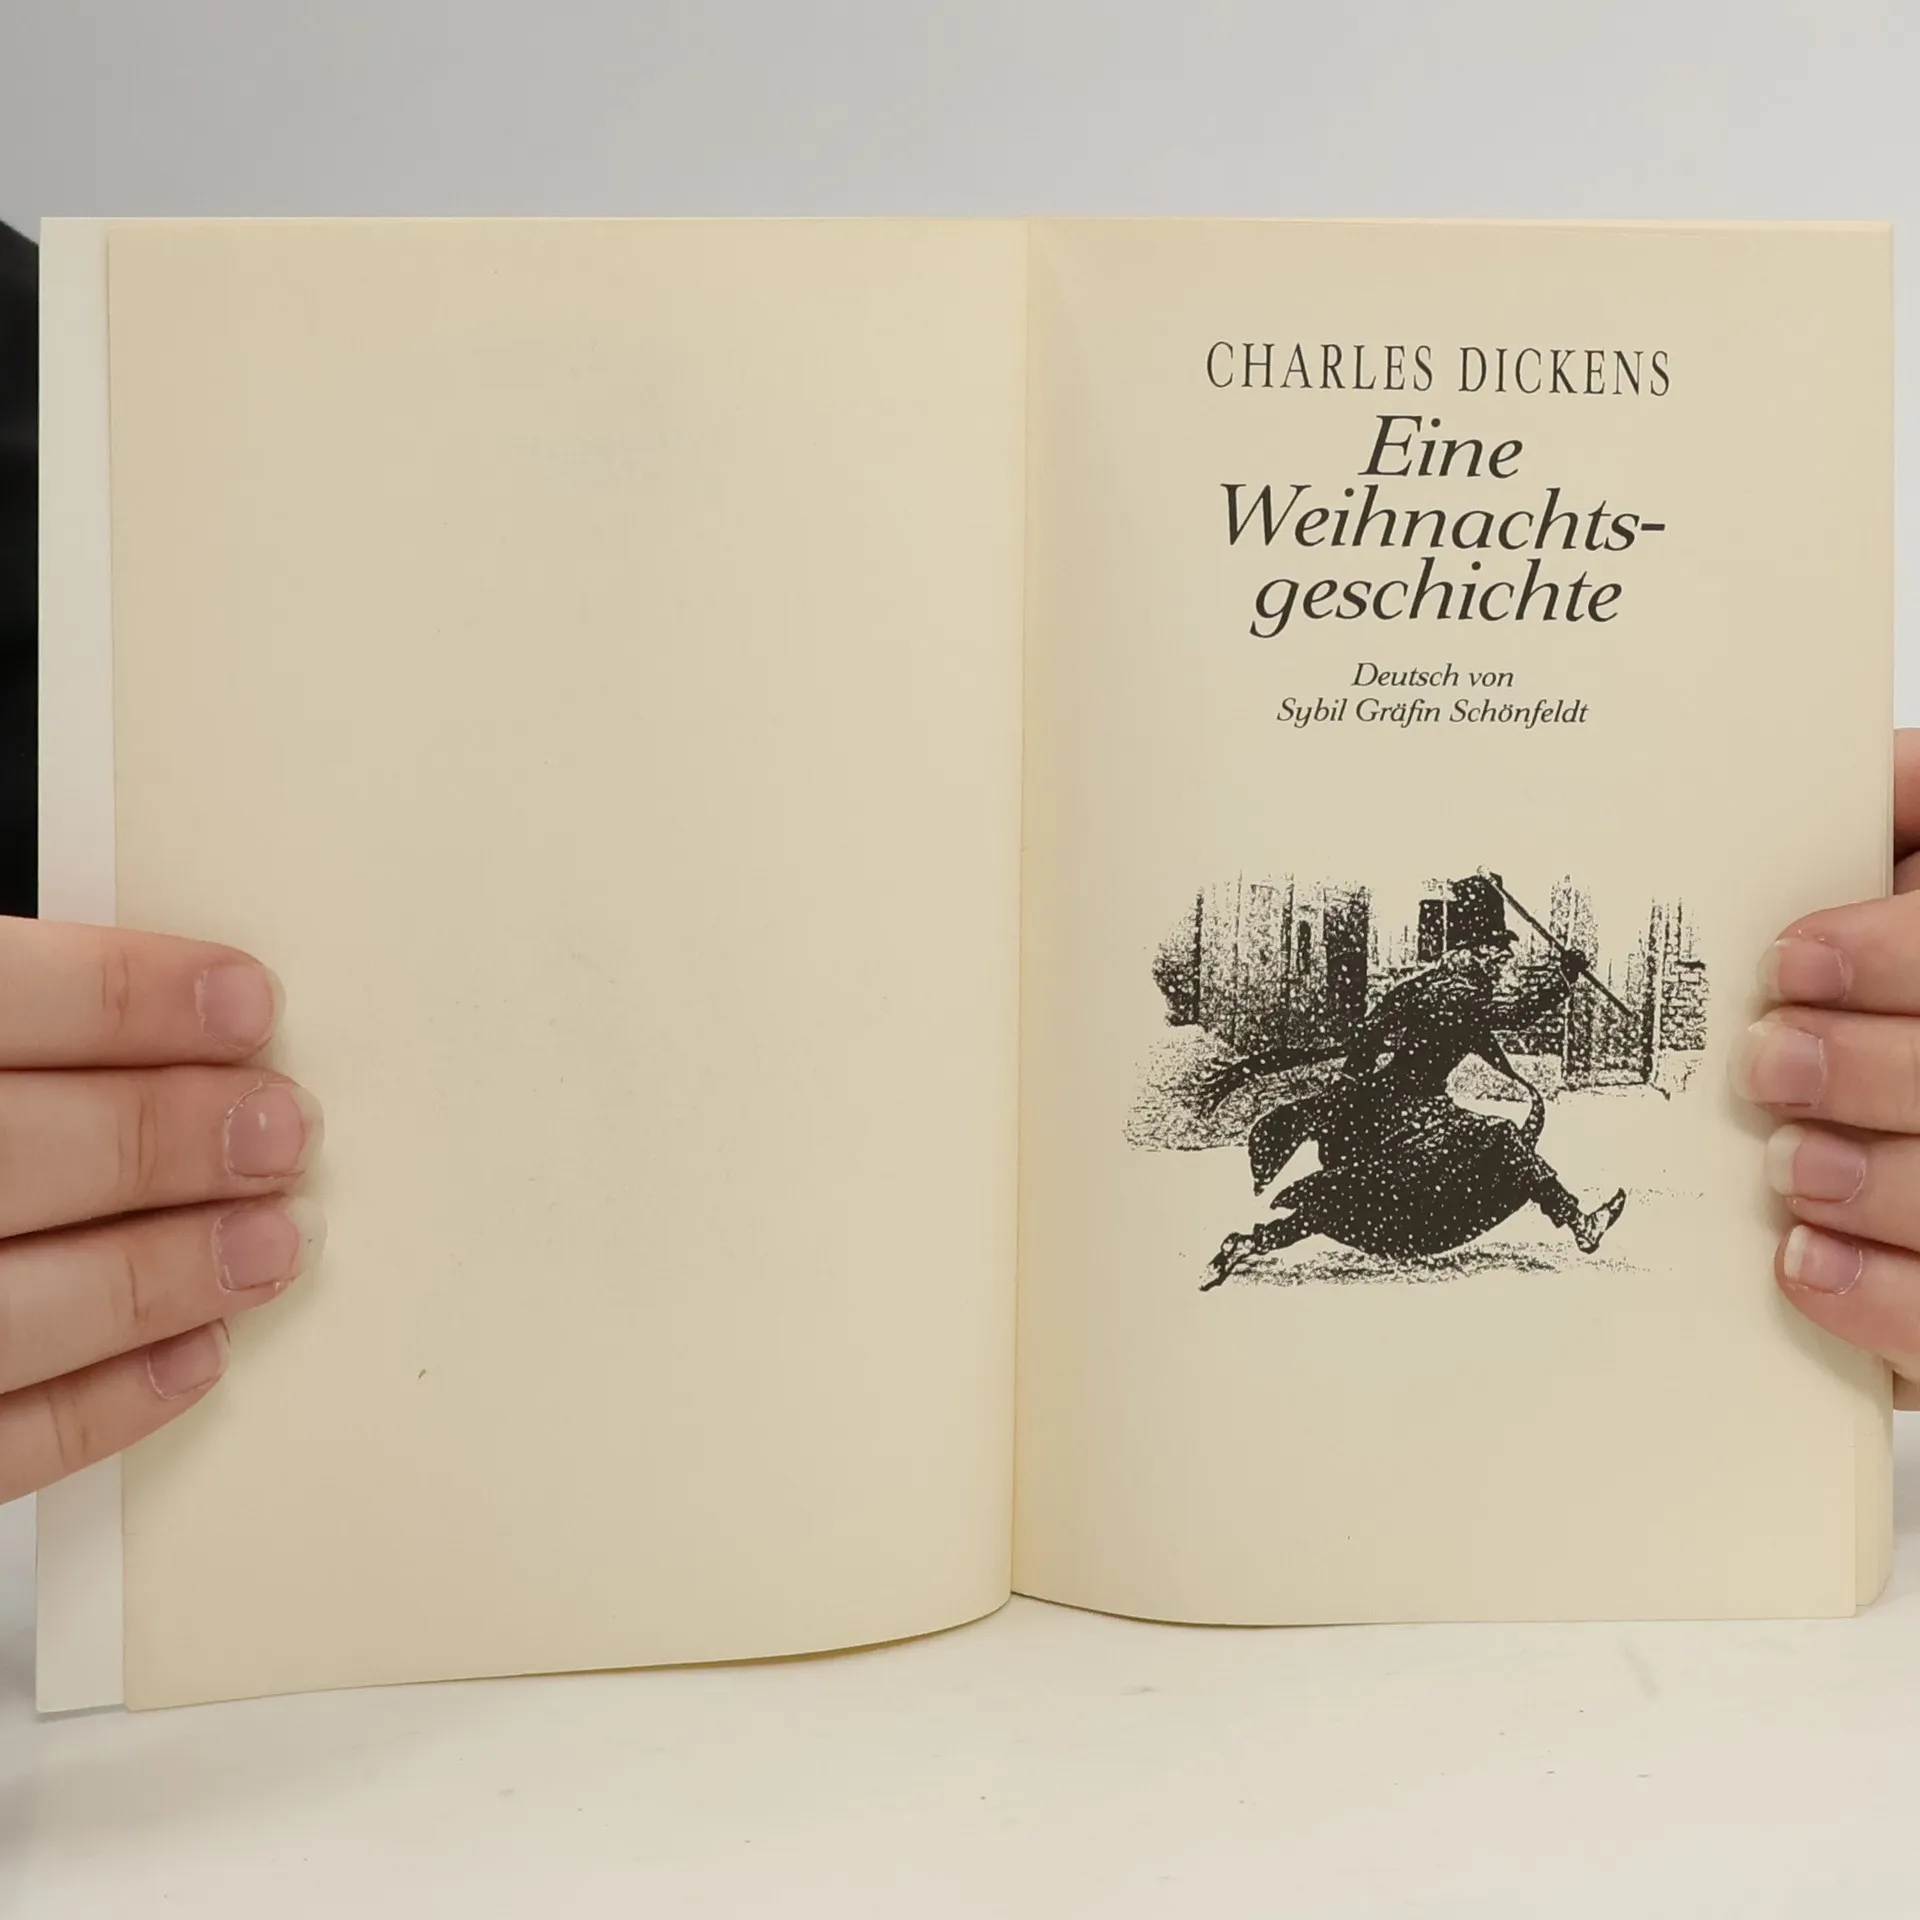 CHARLES DICKENS
Eine
Weihnachts-
geschichte
Deutsch von
Sybil Gräfin Schönfeldt